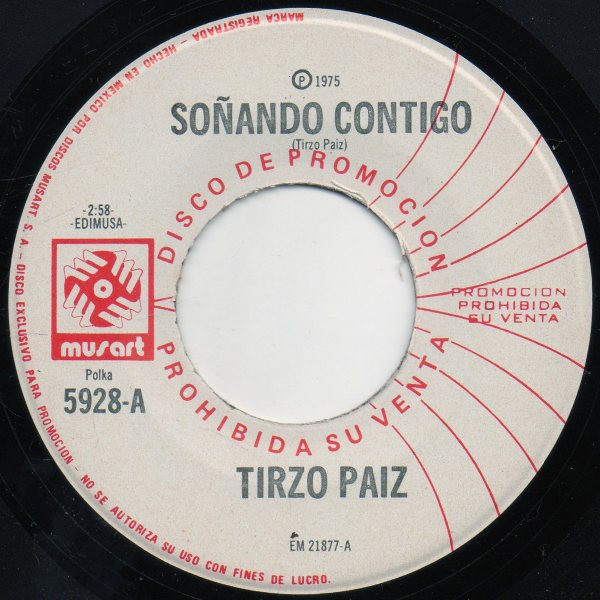 Ⓟ 1975
SOÑANDO CONTIGO
(Tirzo Paiz)
DISCO DE PROMOCION
-2:58-
-EDIMUSA-
musart
Polka
5928-A
PROMOCION
PROHIBIDA
SU VENTA
PROHIBIDA SU VENTA
TIRZO PAIZ
EM 21877-A
MARCA REGISTRADA - HECHO EN MEXICO POR DISCOS MUSART, S. A. - DISCO EXCLUSIVO PARA PROMOCION - NO SE AUTORIZA SU USO CON FINES DE LUCRO.